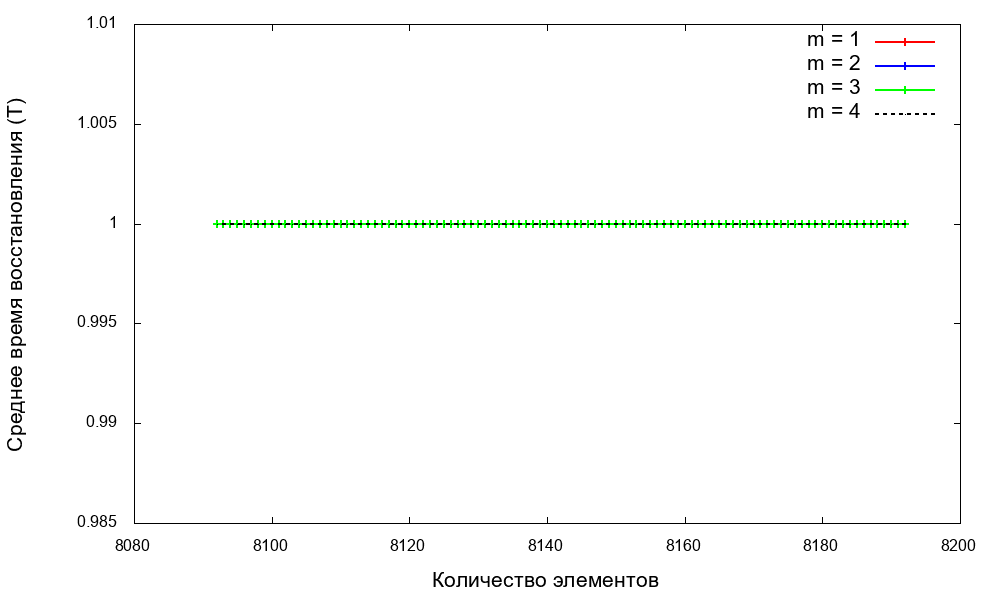 1.01
1.005
1
0.995
0.99
0.985
8080 8100 8120 8140 8160 8180 8200
Среднее время восстановления (T)
Количество элементов
m = 1
m = 2
m = 3
m = 4